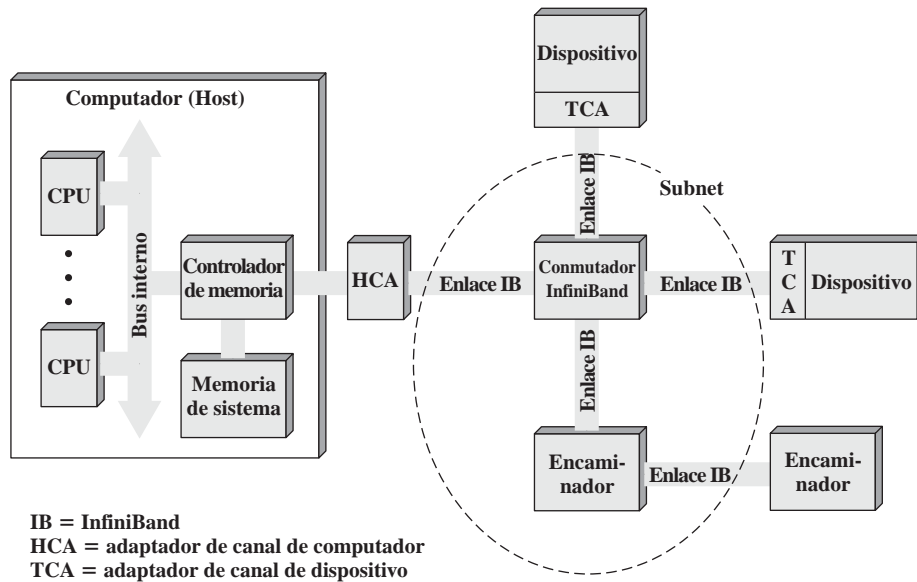 Dispositivo
TCA
Computador (Host)
CPU
CPU
Bus interno
Controlador
de memoria
Memoria
de sistema
HCA
Enlace IB
Enlace IB
Subnet
Conmutador
InfiniBand
Enlace IB
T
C
A
Dispositivo
Enlace IB
Encami-
nador
Enlace IB
Encami-
nador
IB = InfiniBand
HCA = adaptador de canal de computador
TCA = adaptador de canal de dispositivo